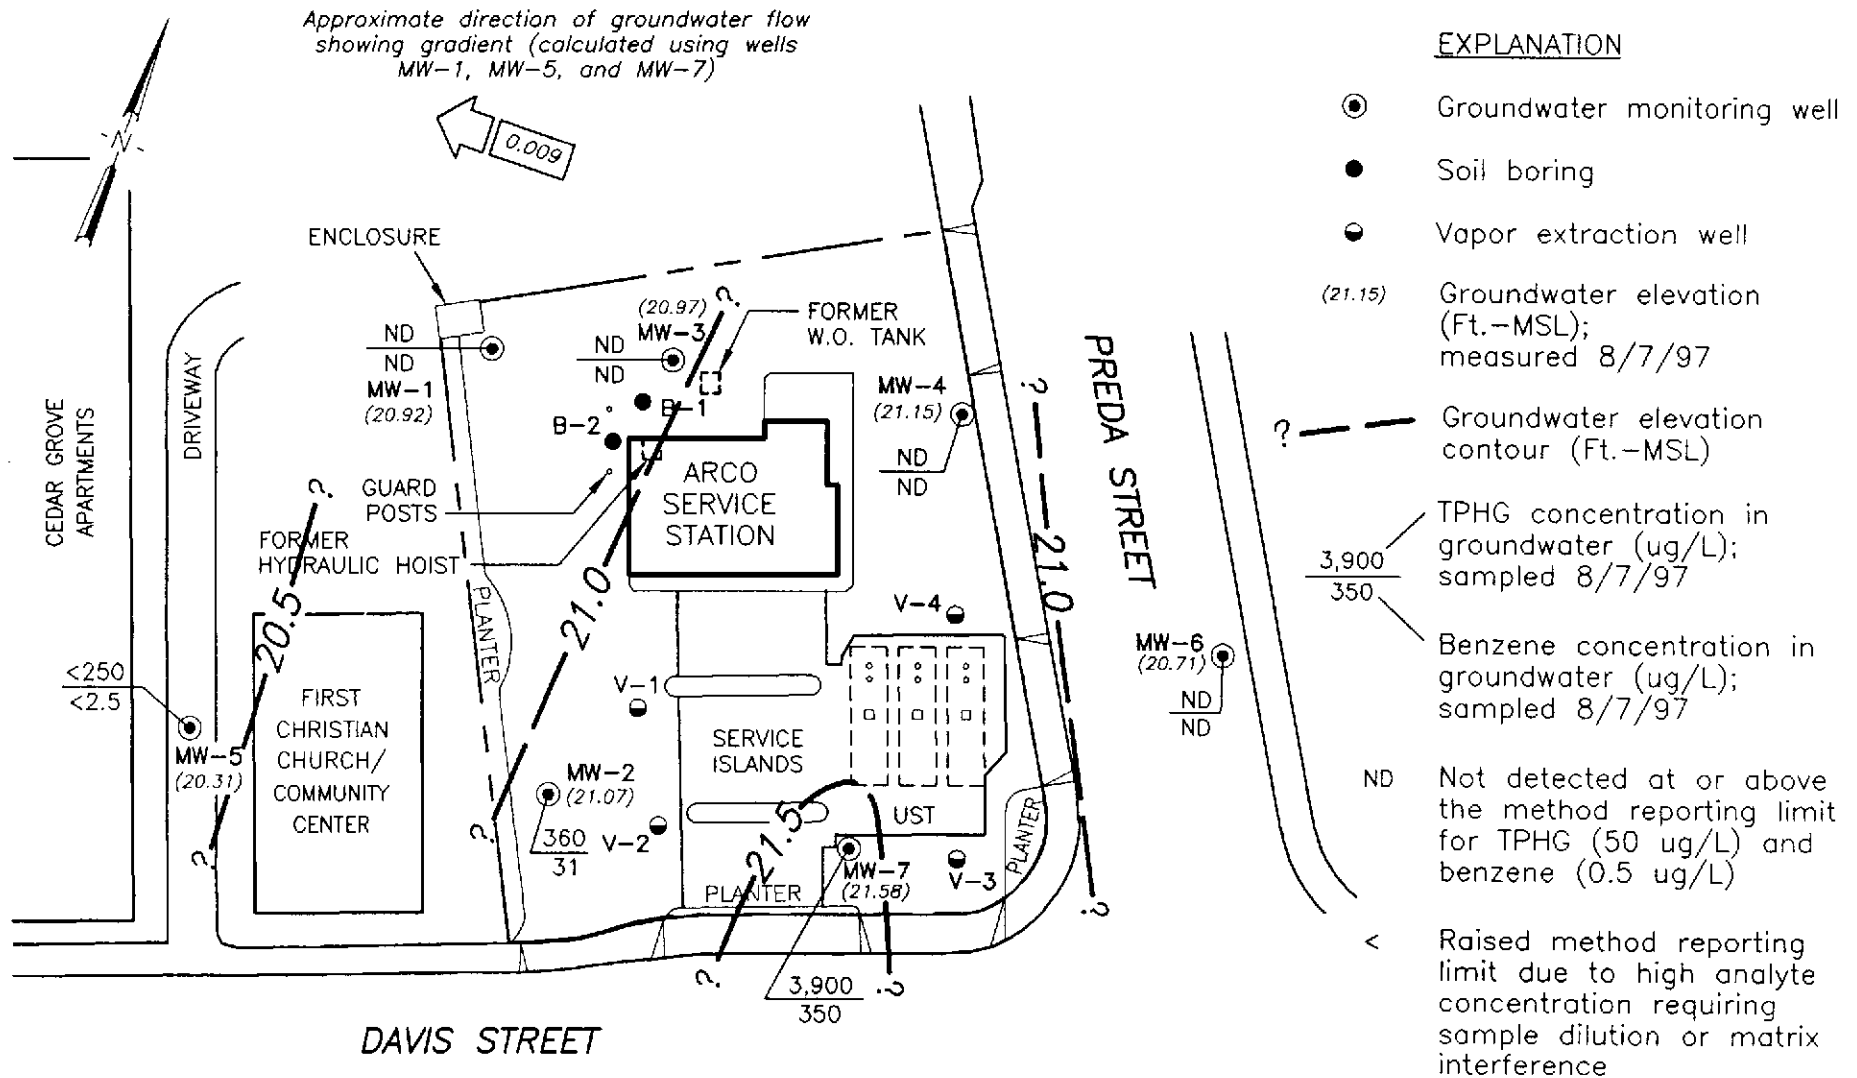 Approximate direction of groundwater flow
showing gradient (calculated using wells
MW-1, MW-5, and MW-7)
0.009
N
ENCLOSURE
ND
ND
MW-1
(20.92)
(20.97)
MW-3
ND
ND
?
FORMER
W.O. TANK
B-1
B-2
MW-4
(21.15)
ND
ND
?
PREDA STREET
CEDAR GROVE
APARTMENTS
DRIVEWAY
?
GUARD
POSTS
FORMER
HYDRAULIC HOIST
ARCO
SERVICE
STATION
20.5
21.0
21.0
PLANTER
V-4
MW-6
(20.71)
ND
ND
<250
<2.5
MW-5
(20.31)
?
FIRST
CHRISTIAN
CHURCH/
COMMUNITY
CENTER
V-1
SERVICE
ISLANDS
MW-2
(21.07)
360
31
?
V-2
21.5
UST
PLANTER
MW-7
(21.58)
V-3
PLANTER
?
?
?
3,900
350
DAVIS STREET
EXPLANATION
Groundwater monitoring well
Soil boring
Vapor extraction well
(21.15) Groundwater elevation
(Ft.-MSL);
measured 8/7/97
? Groundwater elevation
contour (Ft.-MSL)
3,900
350
TPHG concentration in
groundwater (ug/L);
sampled 8/7/97
Benzene concentration in
groundwater (ug/L);
sampled 8/7/97
ND Not detected at or above
the method reporting limit
for TPHG (50 ug/L) and
benzene (0.5 ug/L)
< Raised method reporting
limit due to high analyte
concentration requiring
sample dilution or matrix
interference